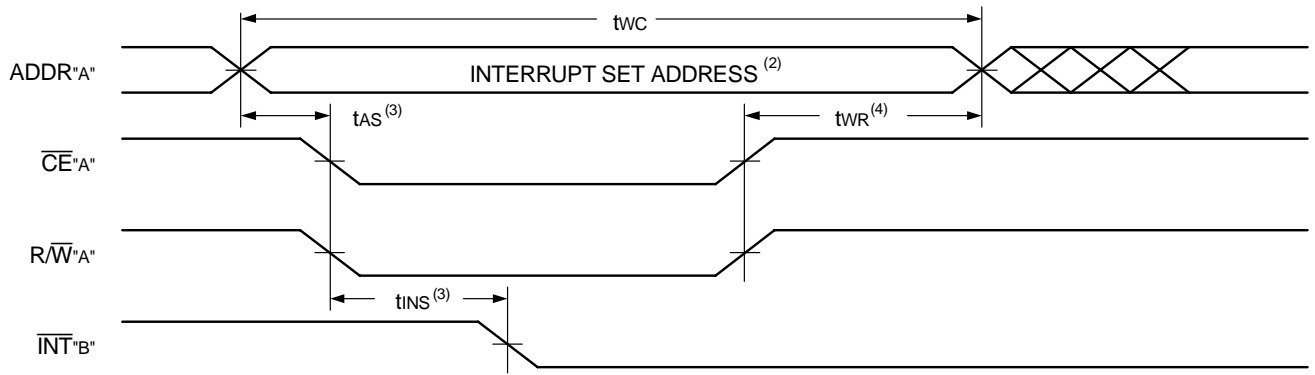 tWC
ADDR"A"
INTERRUPT SET ADDRESS (2)
tAS(3)
tWR(4)
CE"A"
R/W"A"
tINS(3)
INT"B"